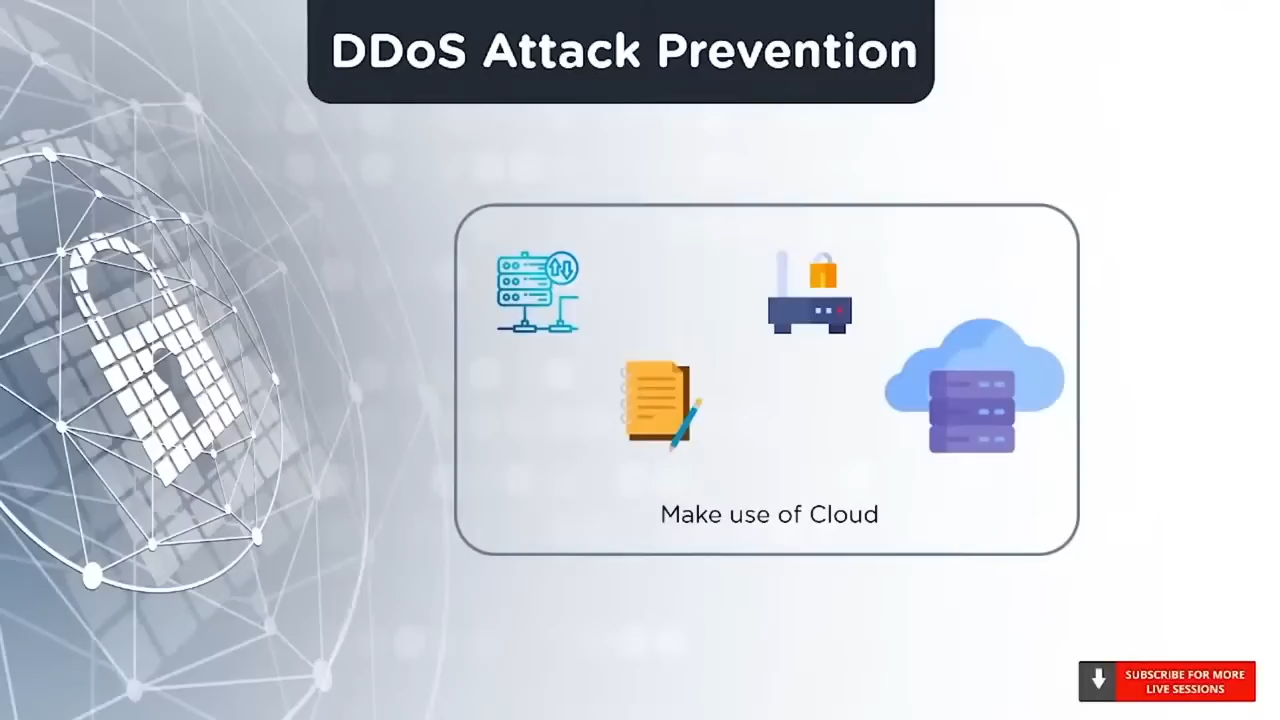 DDoS Attack Prevention
Make use of Cloud
SUBSCRIBE FOR MORE
LIVE SESSIONS